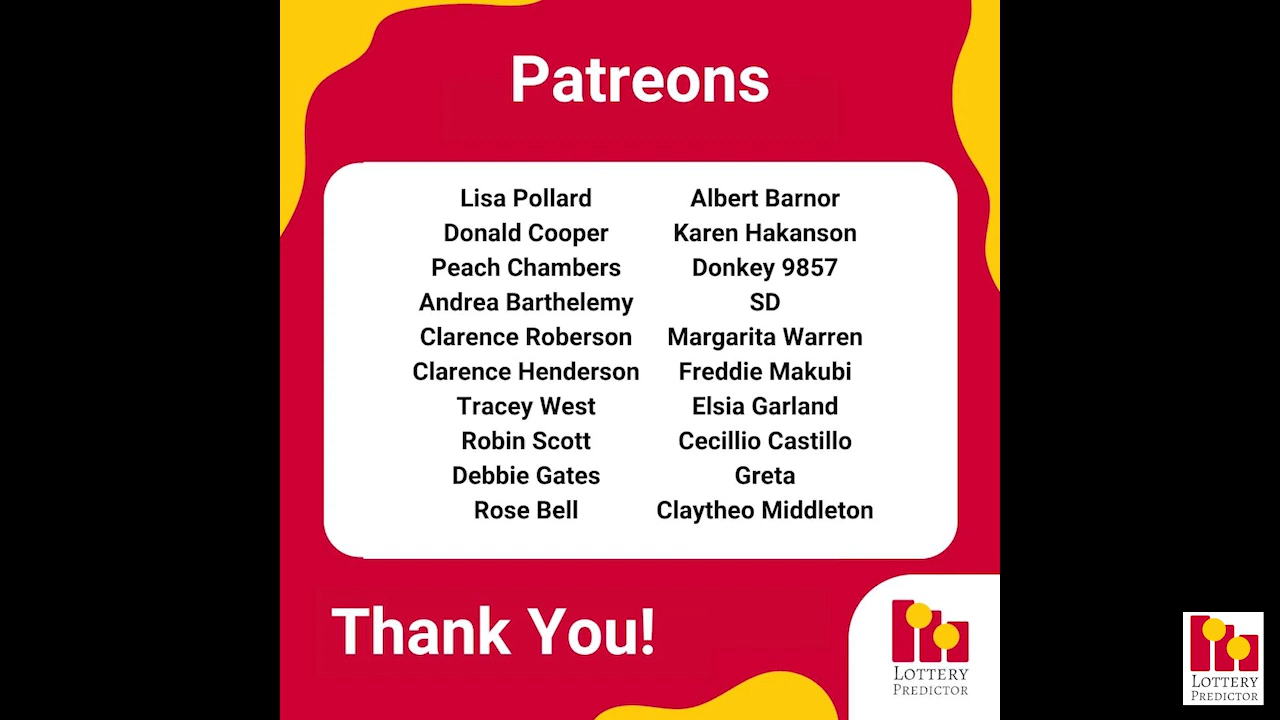 Patreons
Lisa Pollard
Donald Cooper
Peach Chambers
Andrea Barthelemy
Clarence Roberson
Clarence Henderson
Tracey West
Robin Scott
Debbie Gates
Rose Bell
Albert Barnor
Karen Hakanson
Donkey 9857
SD
Margarita Warren
Freddie Makubi
Elsia Garland
Cecillio Castillo
Greta
Claytheo Middleton
Thank You!
LOTTERY
PREDICTOR
LOTTERY
PREDICTOR